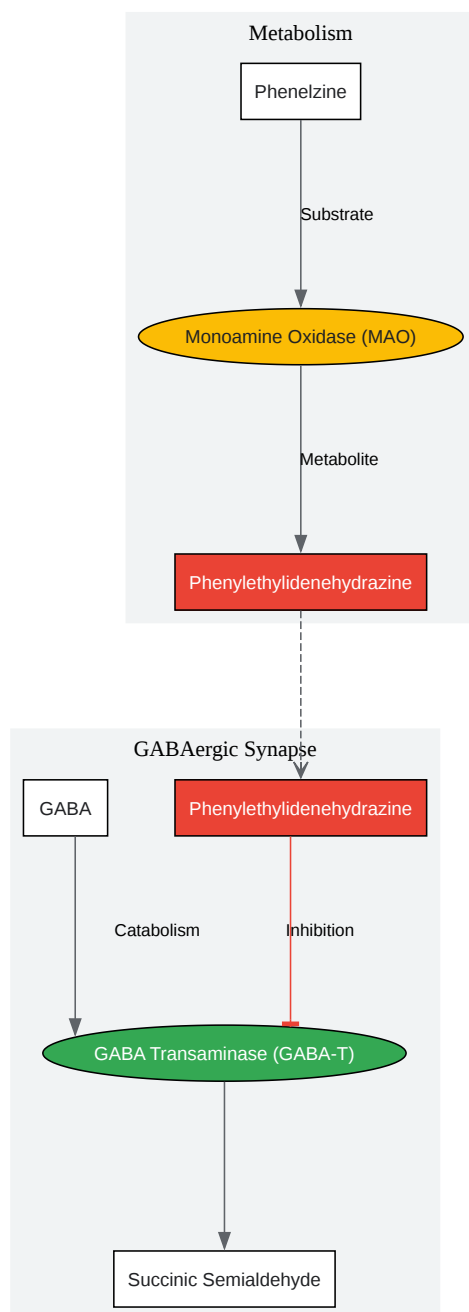 Metabolism
Phenelzine
Substrate
Monoamine Oxidase (MAO)
Metabolite
Phenylethylidenehydrazine
GABAergic Synapse
GABA
Phenylethylidenehydrazine
Catabolism
Inhibition
GABA Transaminase (GABA-T)
Succinic Semialdehyde